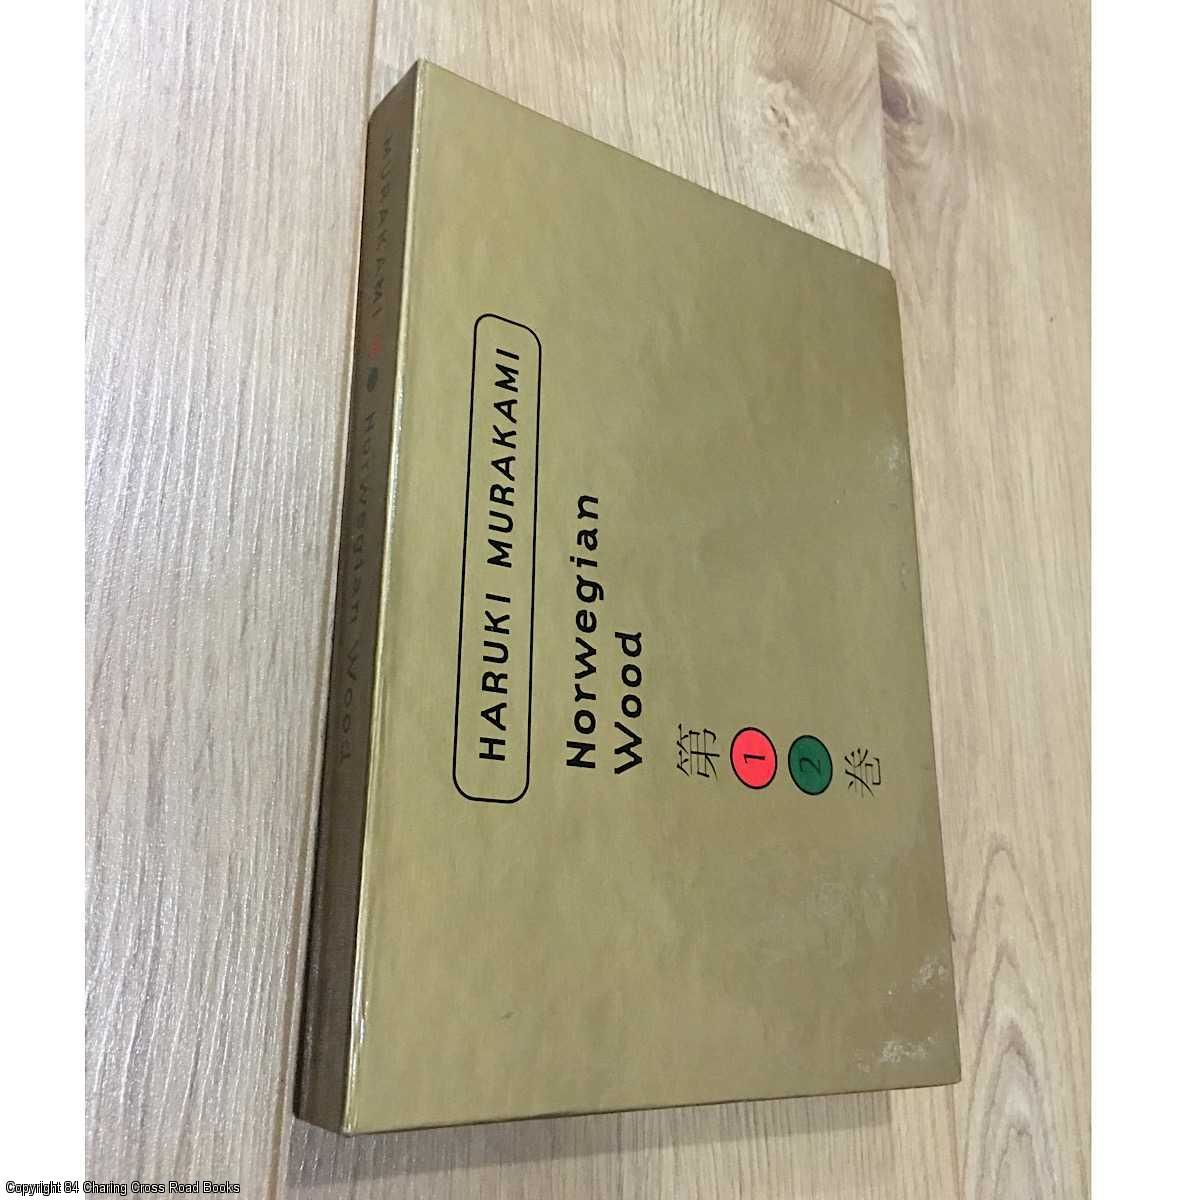 MURAKAMI
Norwegian Wood
HARUKI MURAKAMI
Norwegian
Wood
第
1
2
巻
Copyright 84 Charing Cross Road Books